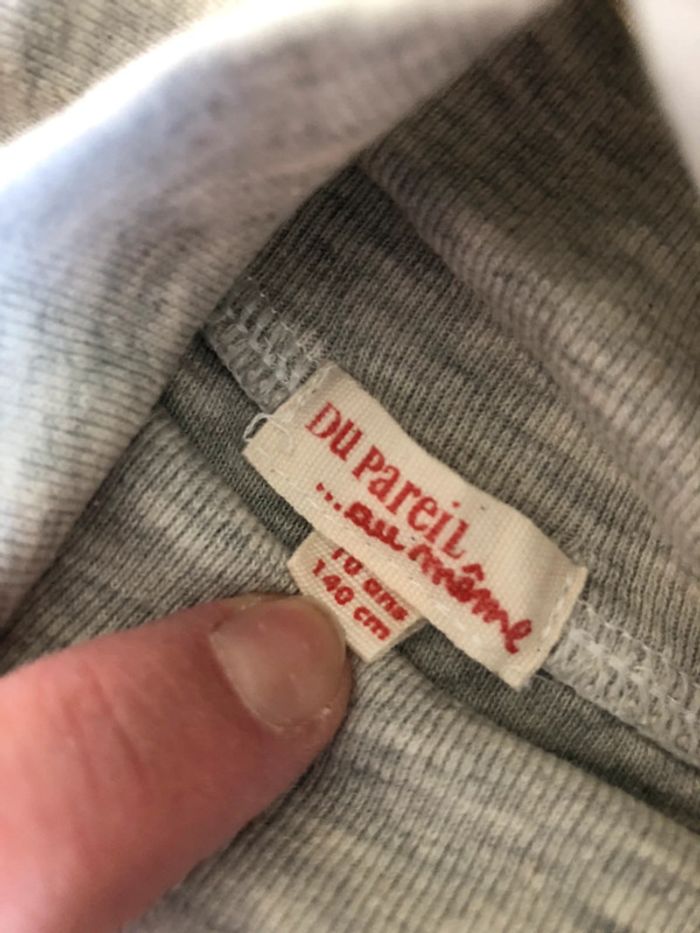 Du Pareil
...au même
10 ans
140 cm